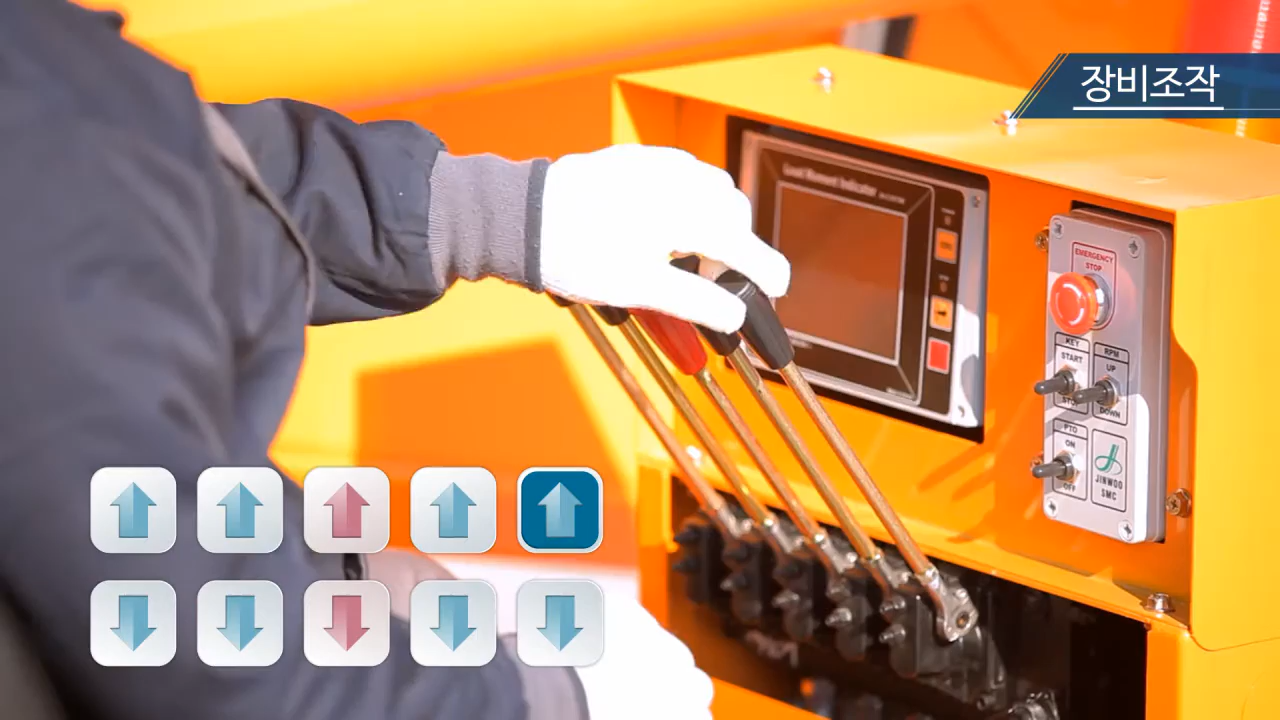 장비조작
Load Moment Indicator
EMERGENCY
STOP
KEY
START
STOP
RPM
UP
DOWN
PTO
ON
OFF
JINWOO
SMC